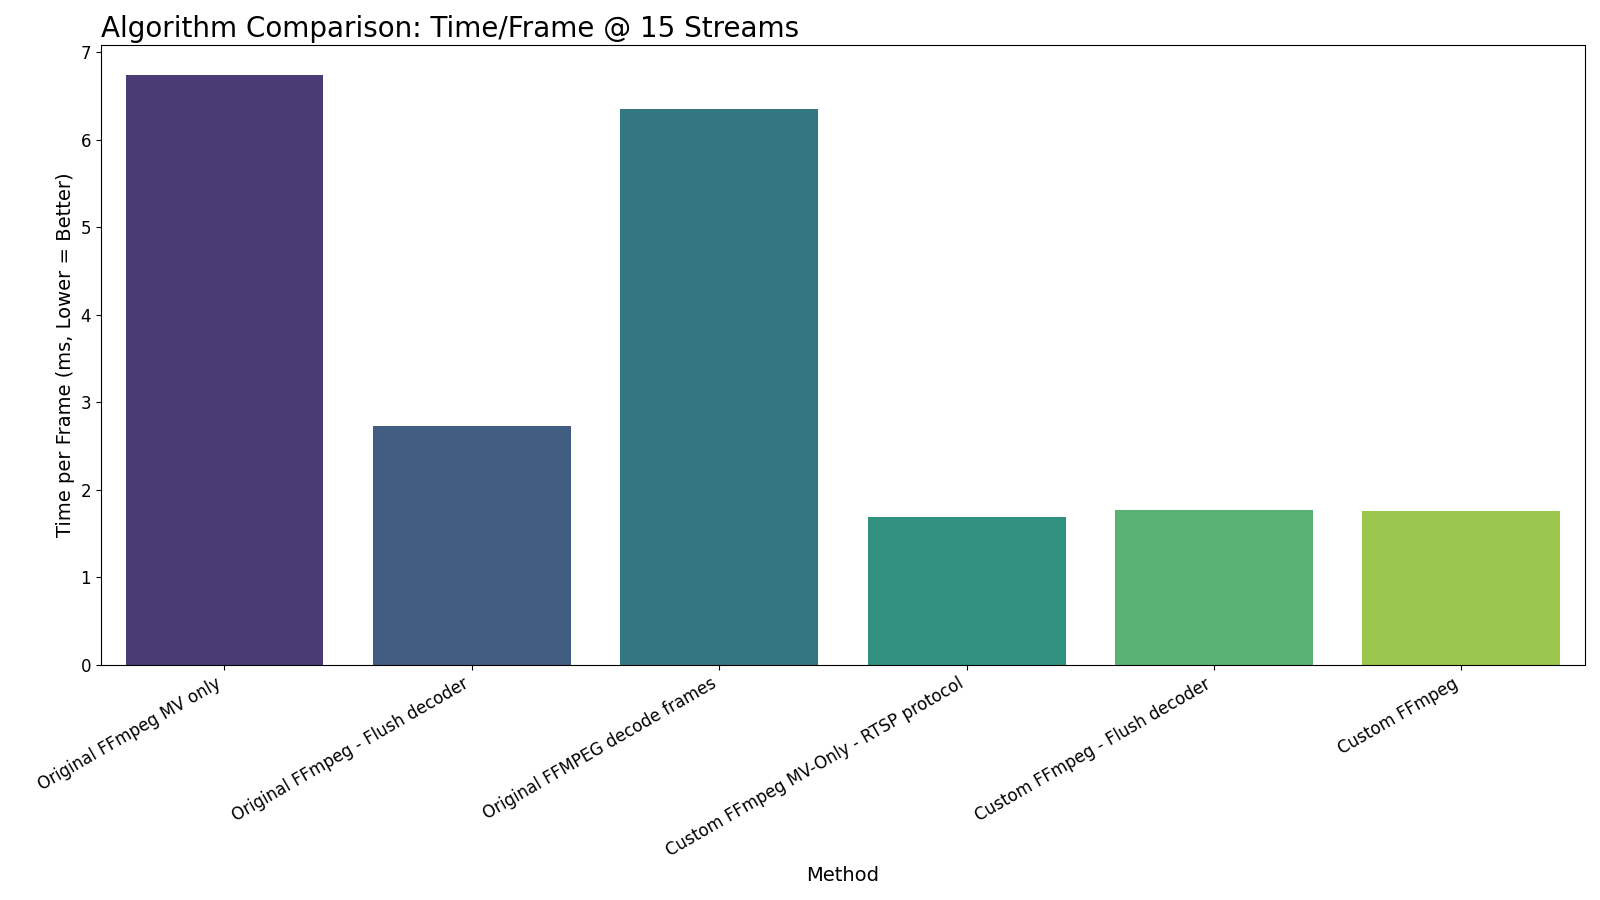 Algorithm Comparison: Time/Frame @ 15 Streams
Time per Frame (ms, Lower = Better)
7
6
5
4
3
2
1
0
Original FFmpeg MV only
Original FFmpeg - Flush decoder
Original FFMPEG decode frames
Custom FFmpeg MV-Only - RTSP protocol
Custom FFmpeg - Flush decoder
Custom FFmpeg
Method